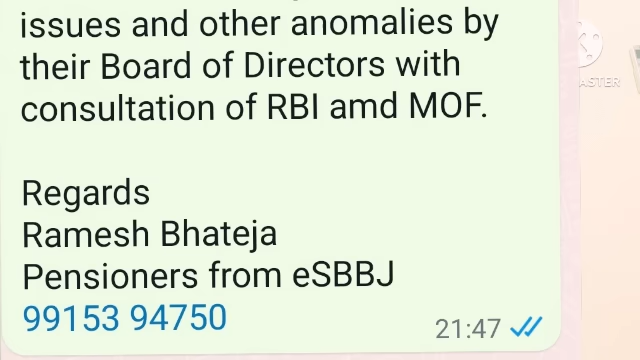 issues and other anomalies by
their Board of Directors with
consultation of RBI amd MOF.
Regards
Ramesh Bhateja
Pensioners from eSBBJ
99153 94750
21:47